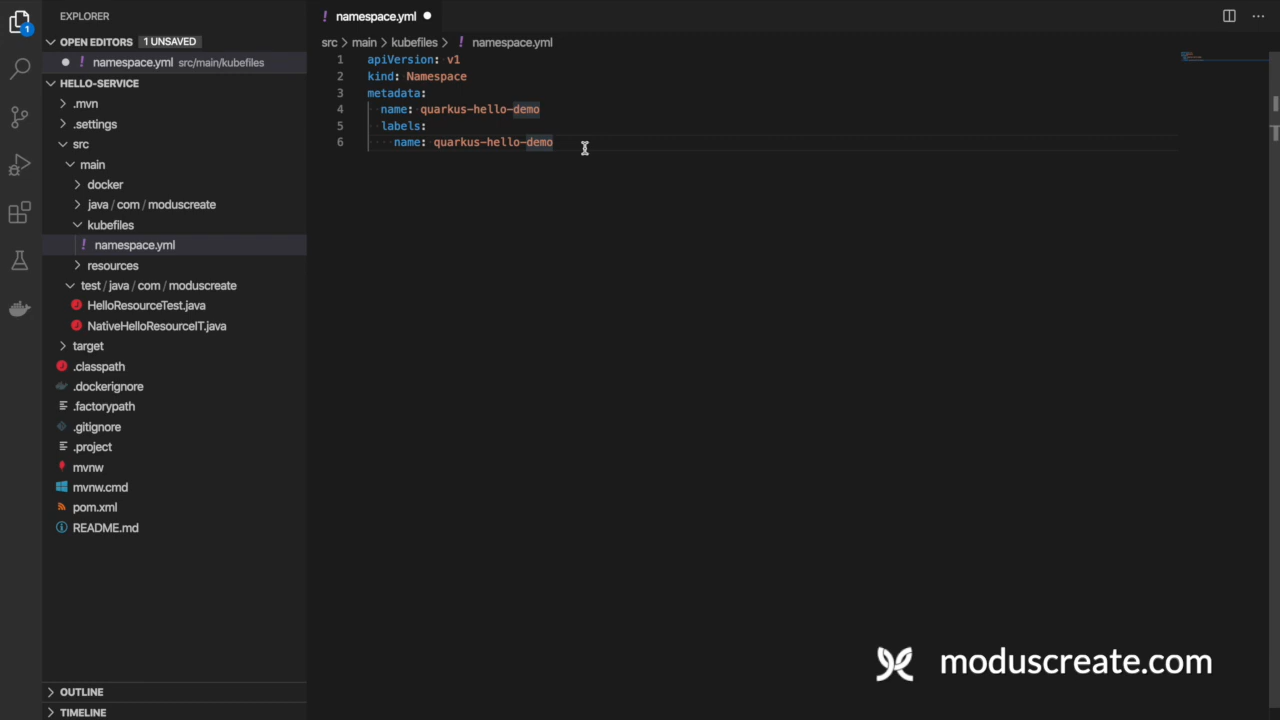 EXPLORER
OPEN EDITORS 1 UNSAVED
! namespace.yml src/main/kubefiles
HELLO-SERVICE
.mvn
.settings
src
main
docker
java / com / moduscreate
kubefiles
! namespace.yml
resources
test / java / com / moduscreate
HelloResourceTest.java
NativeHelloResourceIT.java
target
.classpath
.dockerignore
.factorypath
.gitignore
.project
mvnw
mvnw.cmd
pom.xml
README.md
OUTLINE
TIMELINE
1
! namespace.yml
src > main > kubefiles > ! namespace.yml
1 apiVersion: v1
2 kind: Namespace
3 metadata:
4 name: quarkus-hello-demo
5 labels:
6 name: quarkus-hello-demo
moduscreate.com